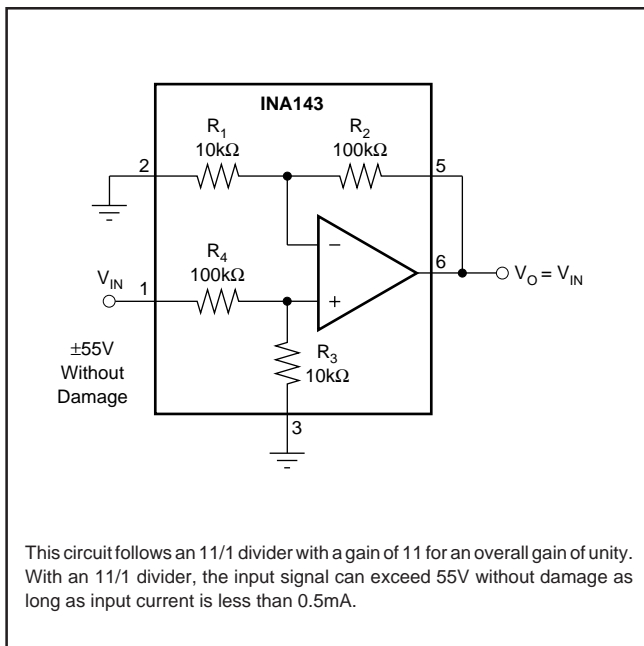 INA143
R1
10kΩ
R2
100kΩ
2
5
VIN
1
R4
100kΩ
−
+
6
VO = VIN
±55V
Without
Damage
R3
10kΩ
3
This circuit follows an 11/1 divider with a gain of 11 for an overall gain of unity.
With an 11/1 divider, the input signal can exceed 55V without damage as
long as input current is less than 0.5mA.